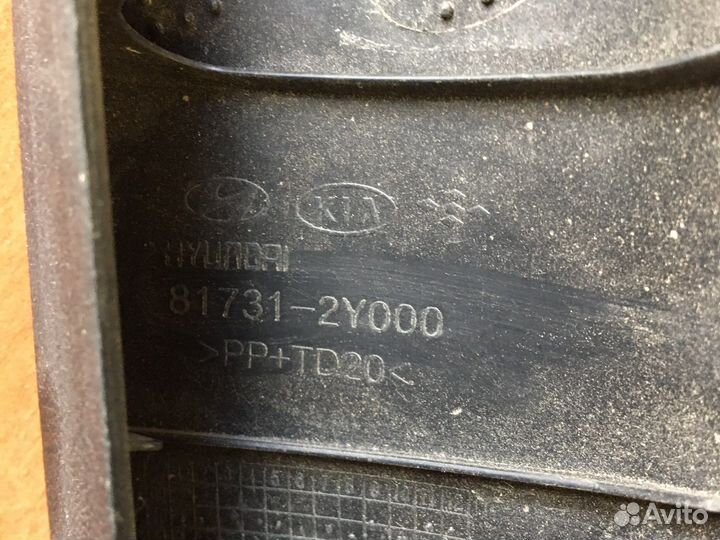 KIA
HYUNDAI
81731-2Y000
>PP+TD20<
Avito